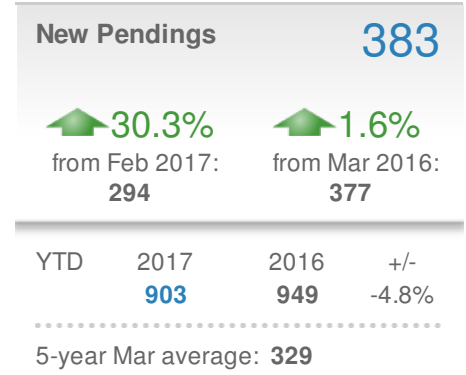 New Pendings 383
30.3% 1.6%
from Feb 2017: from Mar 2016:
294 377
YTD 2017 2016 +/-
903 949 -4.8%
5-year Mar average: 329